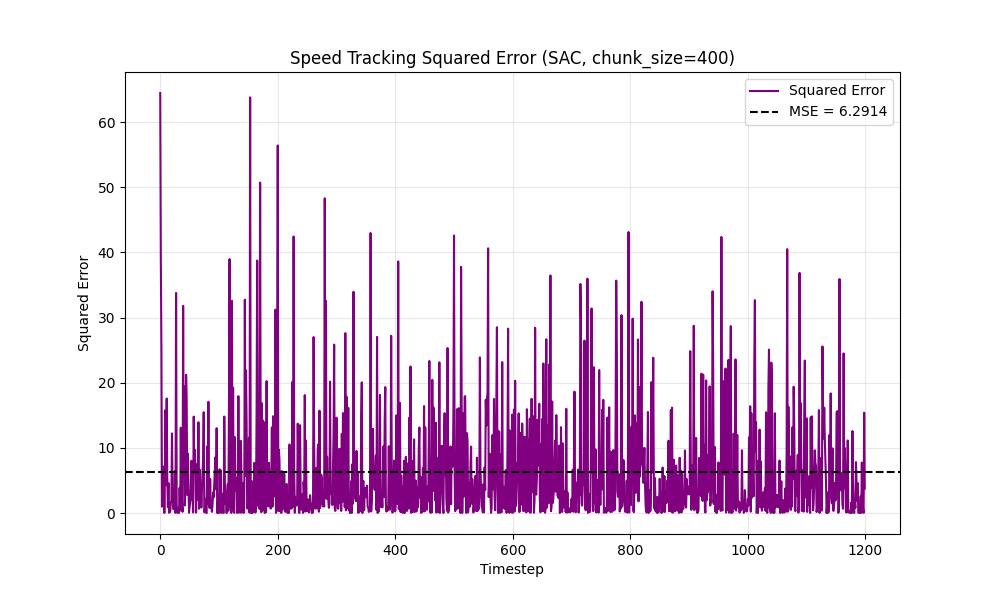 Speed Tracking Squared Error (SAC, chunk_size=400)
Squared Error
MSE = 6.2914
60
50
40
30
20
10
0
Squared Error
0 200 400 600 800 1000 1200
Timestep